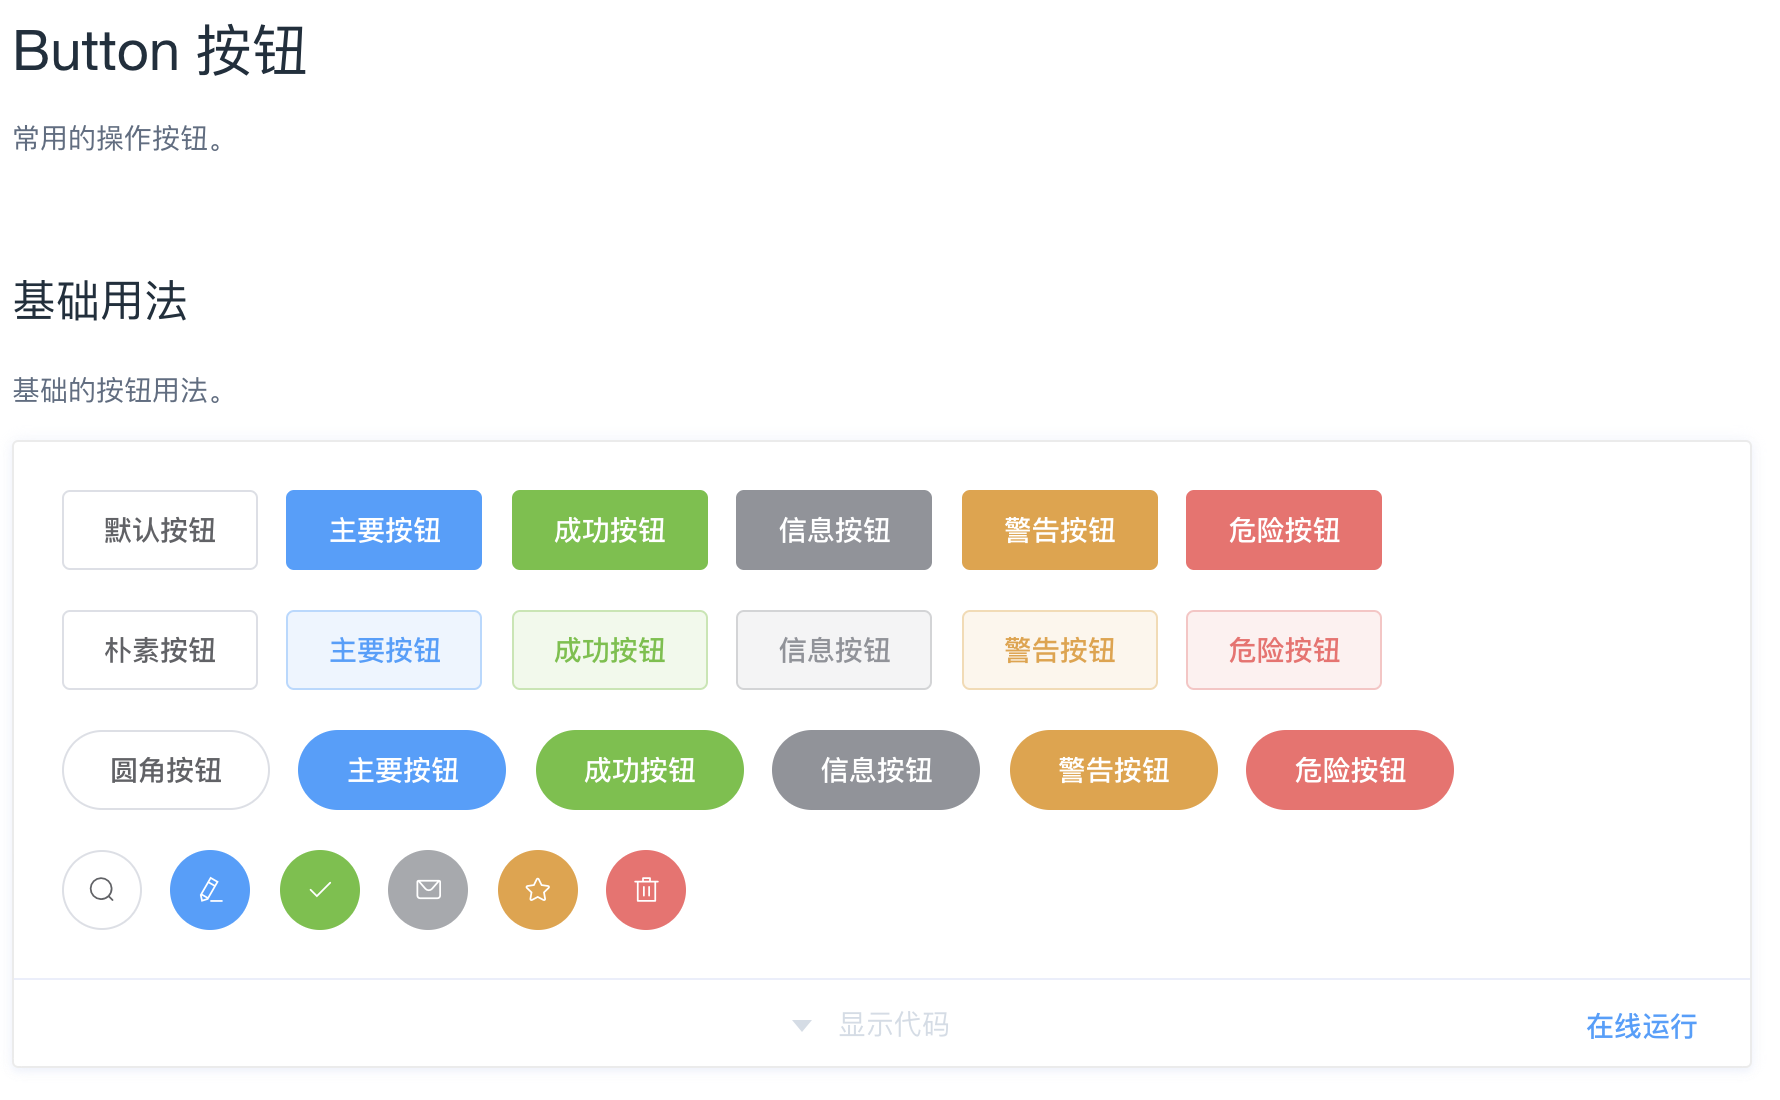 Button 按钮
常用的操作按钮。
基础用法
基础的按钮用法。
默认按钮 主要按钮 成功按钮 信息按钮 警告按钮 危险按钮
朴素按钮 主要按钮 成功按钮 信息按钮 警告按钮 危险按钮
圆角按钮 主要按钮 成功按钮 信息按钮 警告按钮 危险按钮
显示代码 在线运行